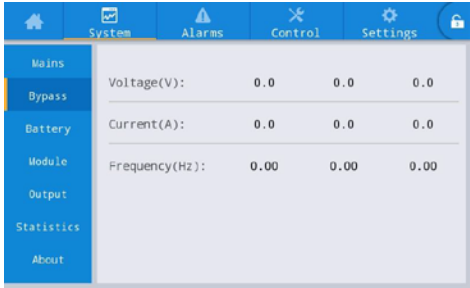 System Alarms Control Settings
Mains
Bypass
Battery
Module
Output
Statistics
About
Voltage(V): 0.0 0.0 0.0
Current(A): 0.0 0.0 0.0
Frequency(Hz): 0.00 0.00 0.00